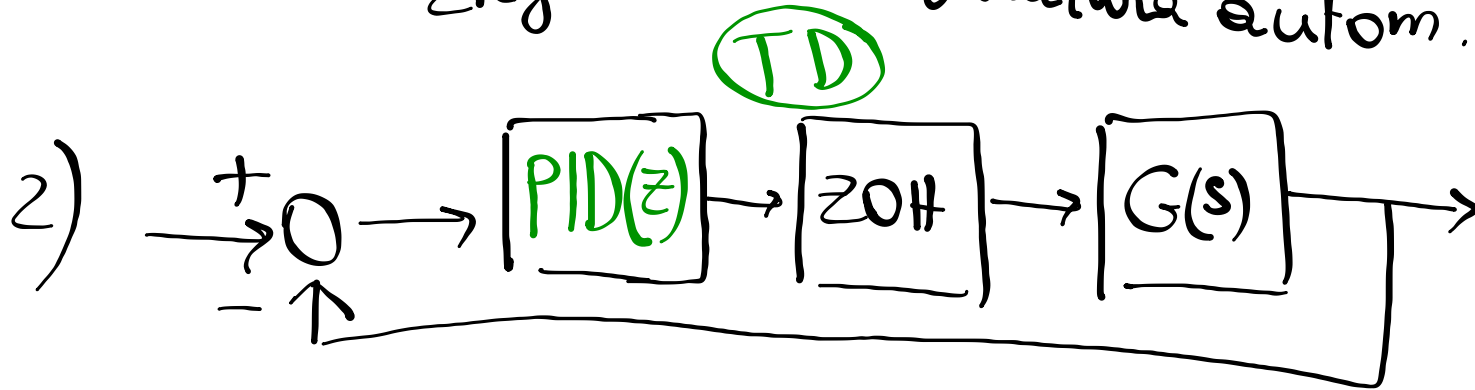 autom.
TD
2)
+
PID(z)
ZOH
G(s)
-